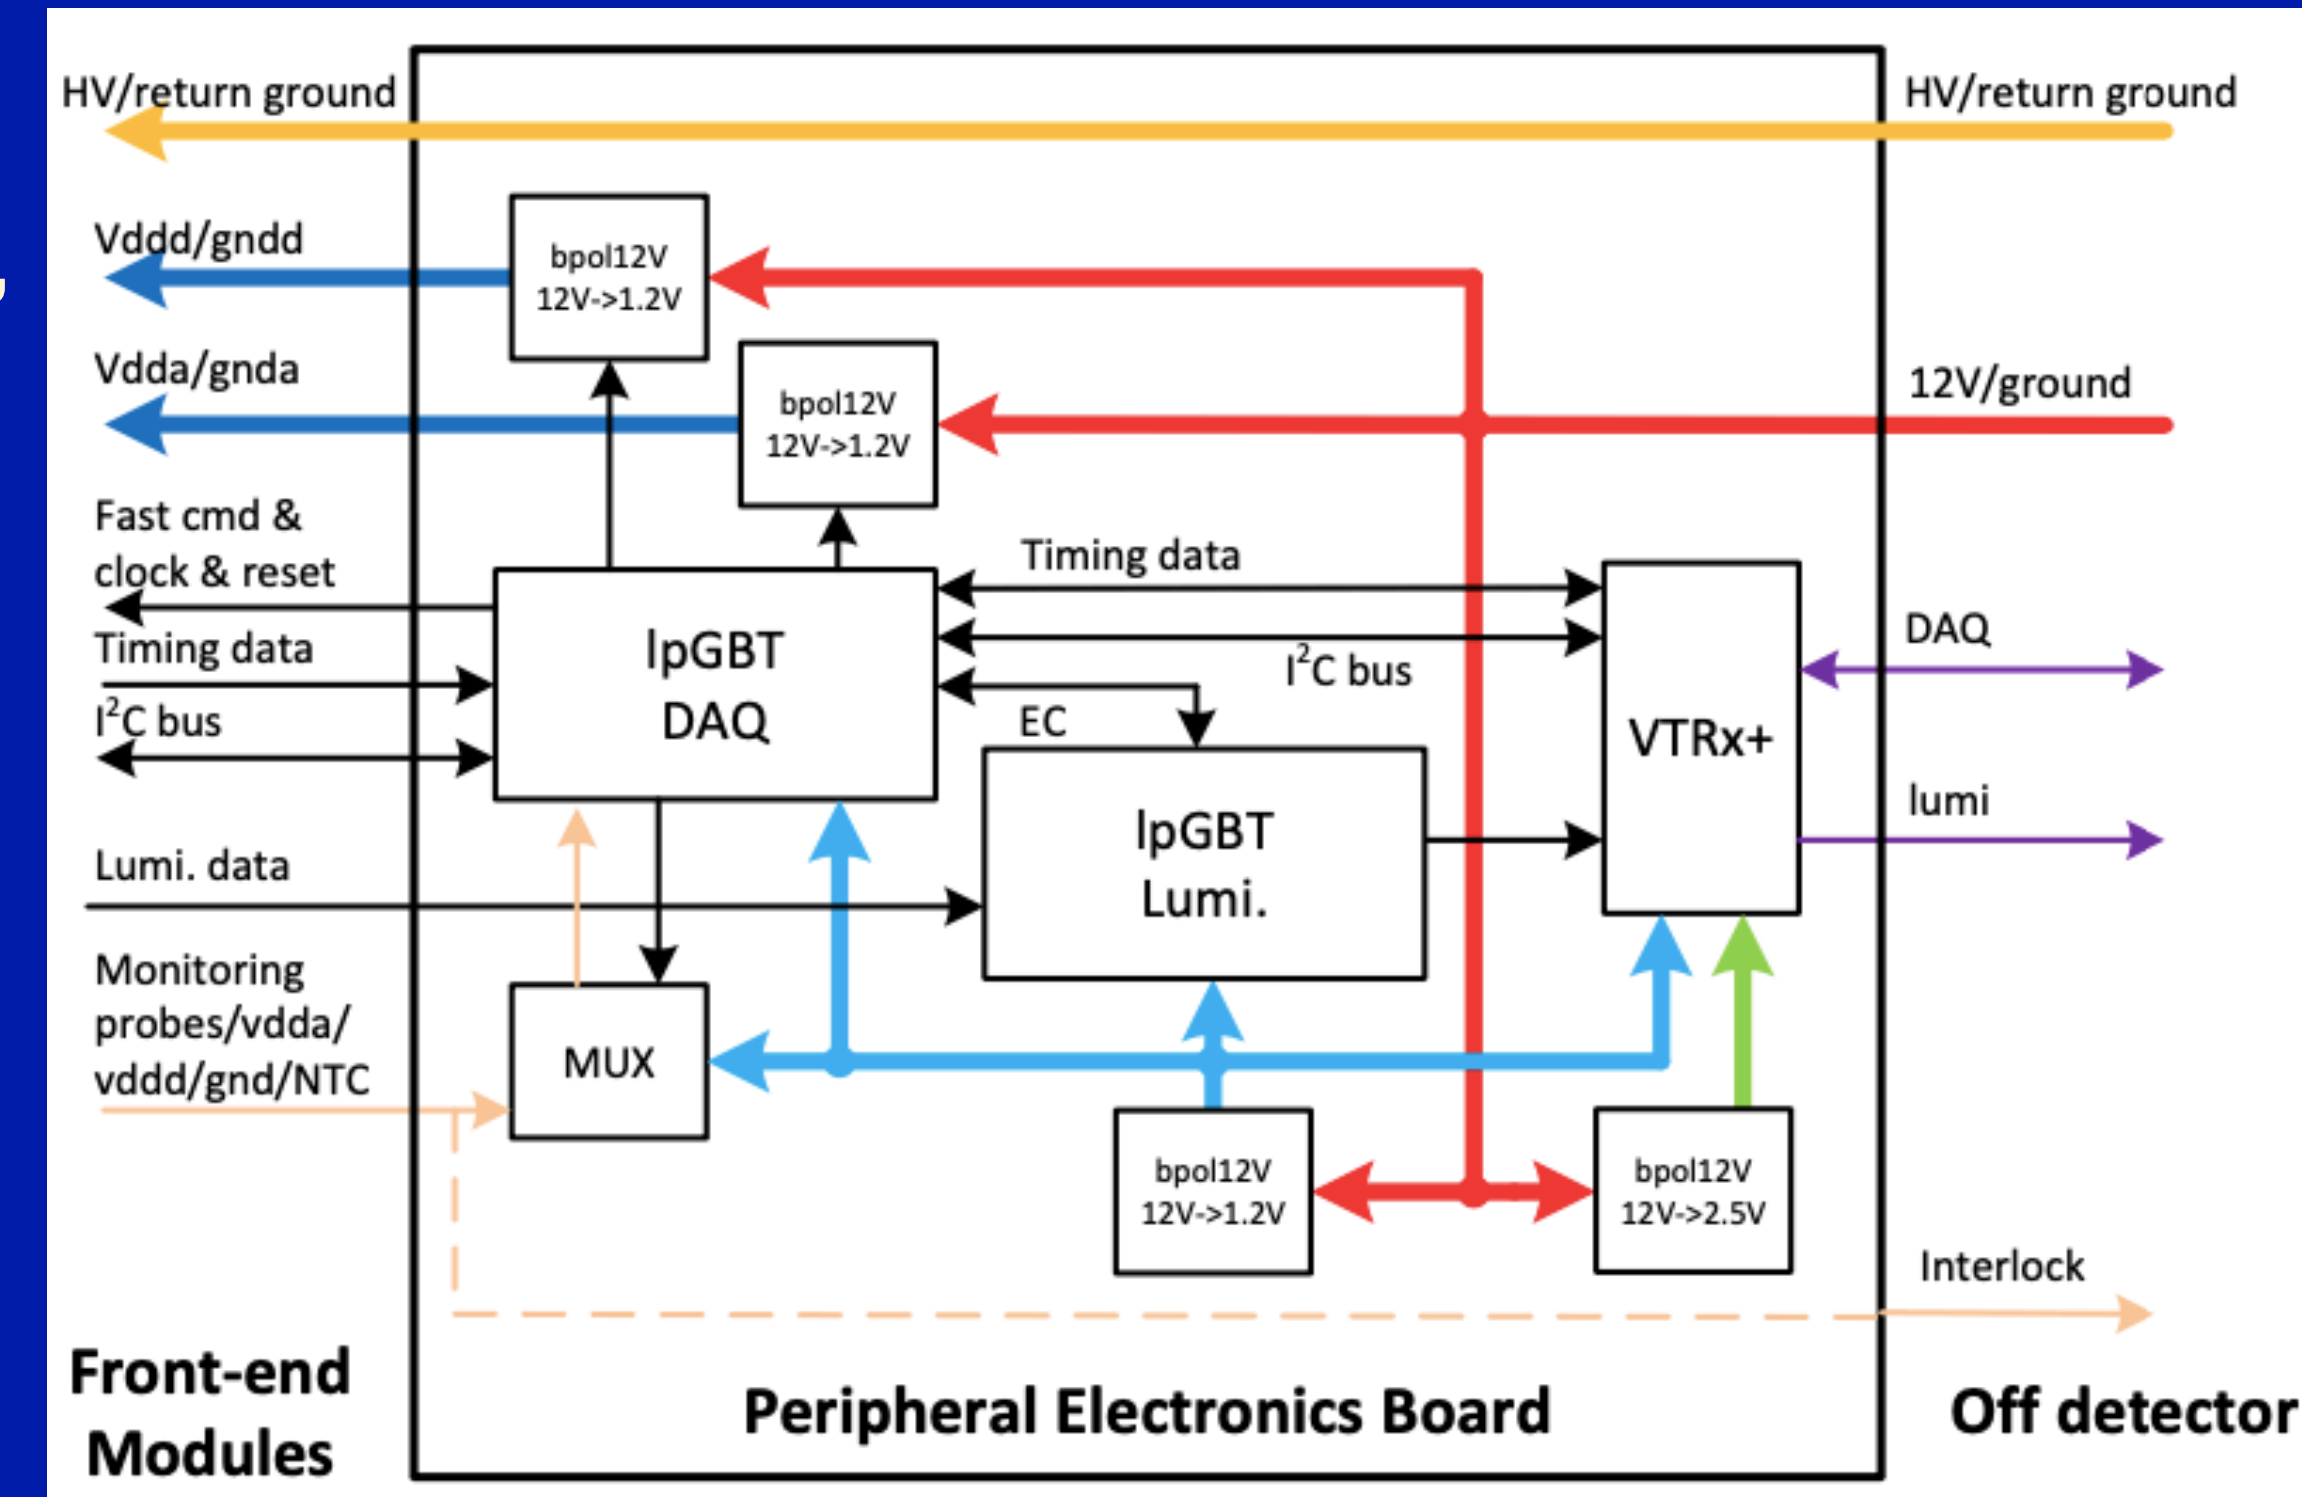 HV/return ground
HV/return ground
Vddd/gndd
bpol12V
12V->1.2V
Vdda/gnda
bpol12V
12V->1.2V
12V/ground
Fast cmd &
clock & reset
Timing data
I²C bus
lpGBT
DAQ
Timing data
I²C bus
EC
VTRx+
DAQ
lumi
lpGBT
Lumi.
Lumi. data
Monitoring
probes/vdda/
vddd/gnd/NTC
MUX
bpol12V
12V->1.2V
bpol12V
12V->2.5V
Interlock
Front-end
Modules
Peripheral Electronics Board
Off detector